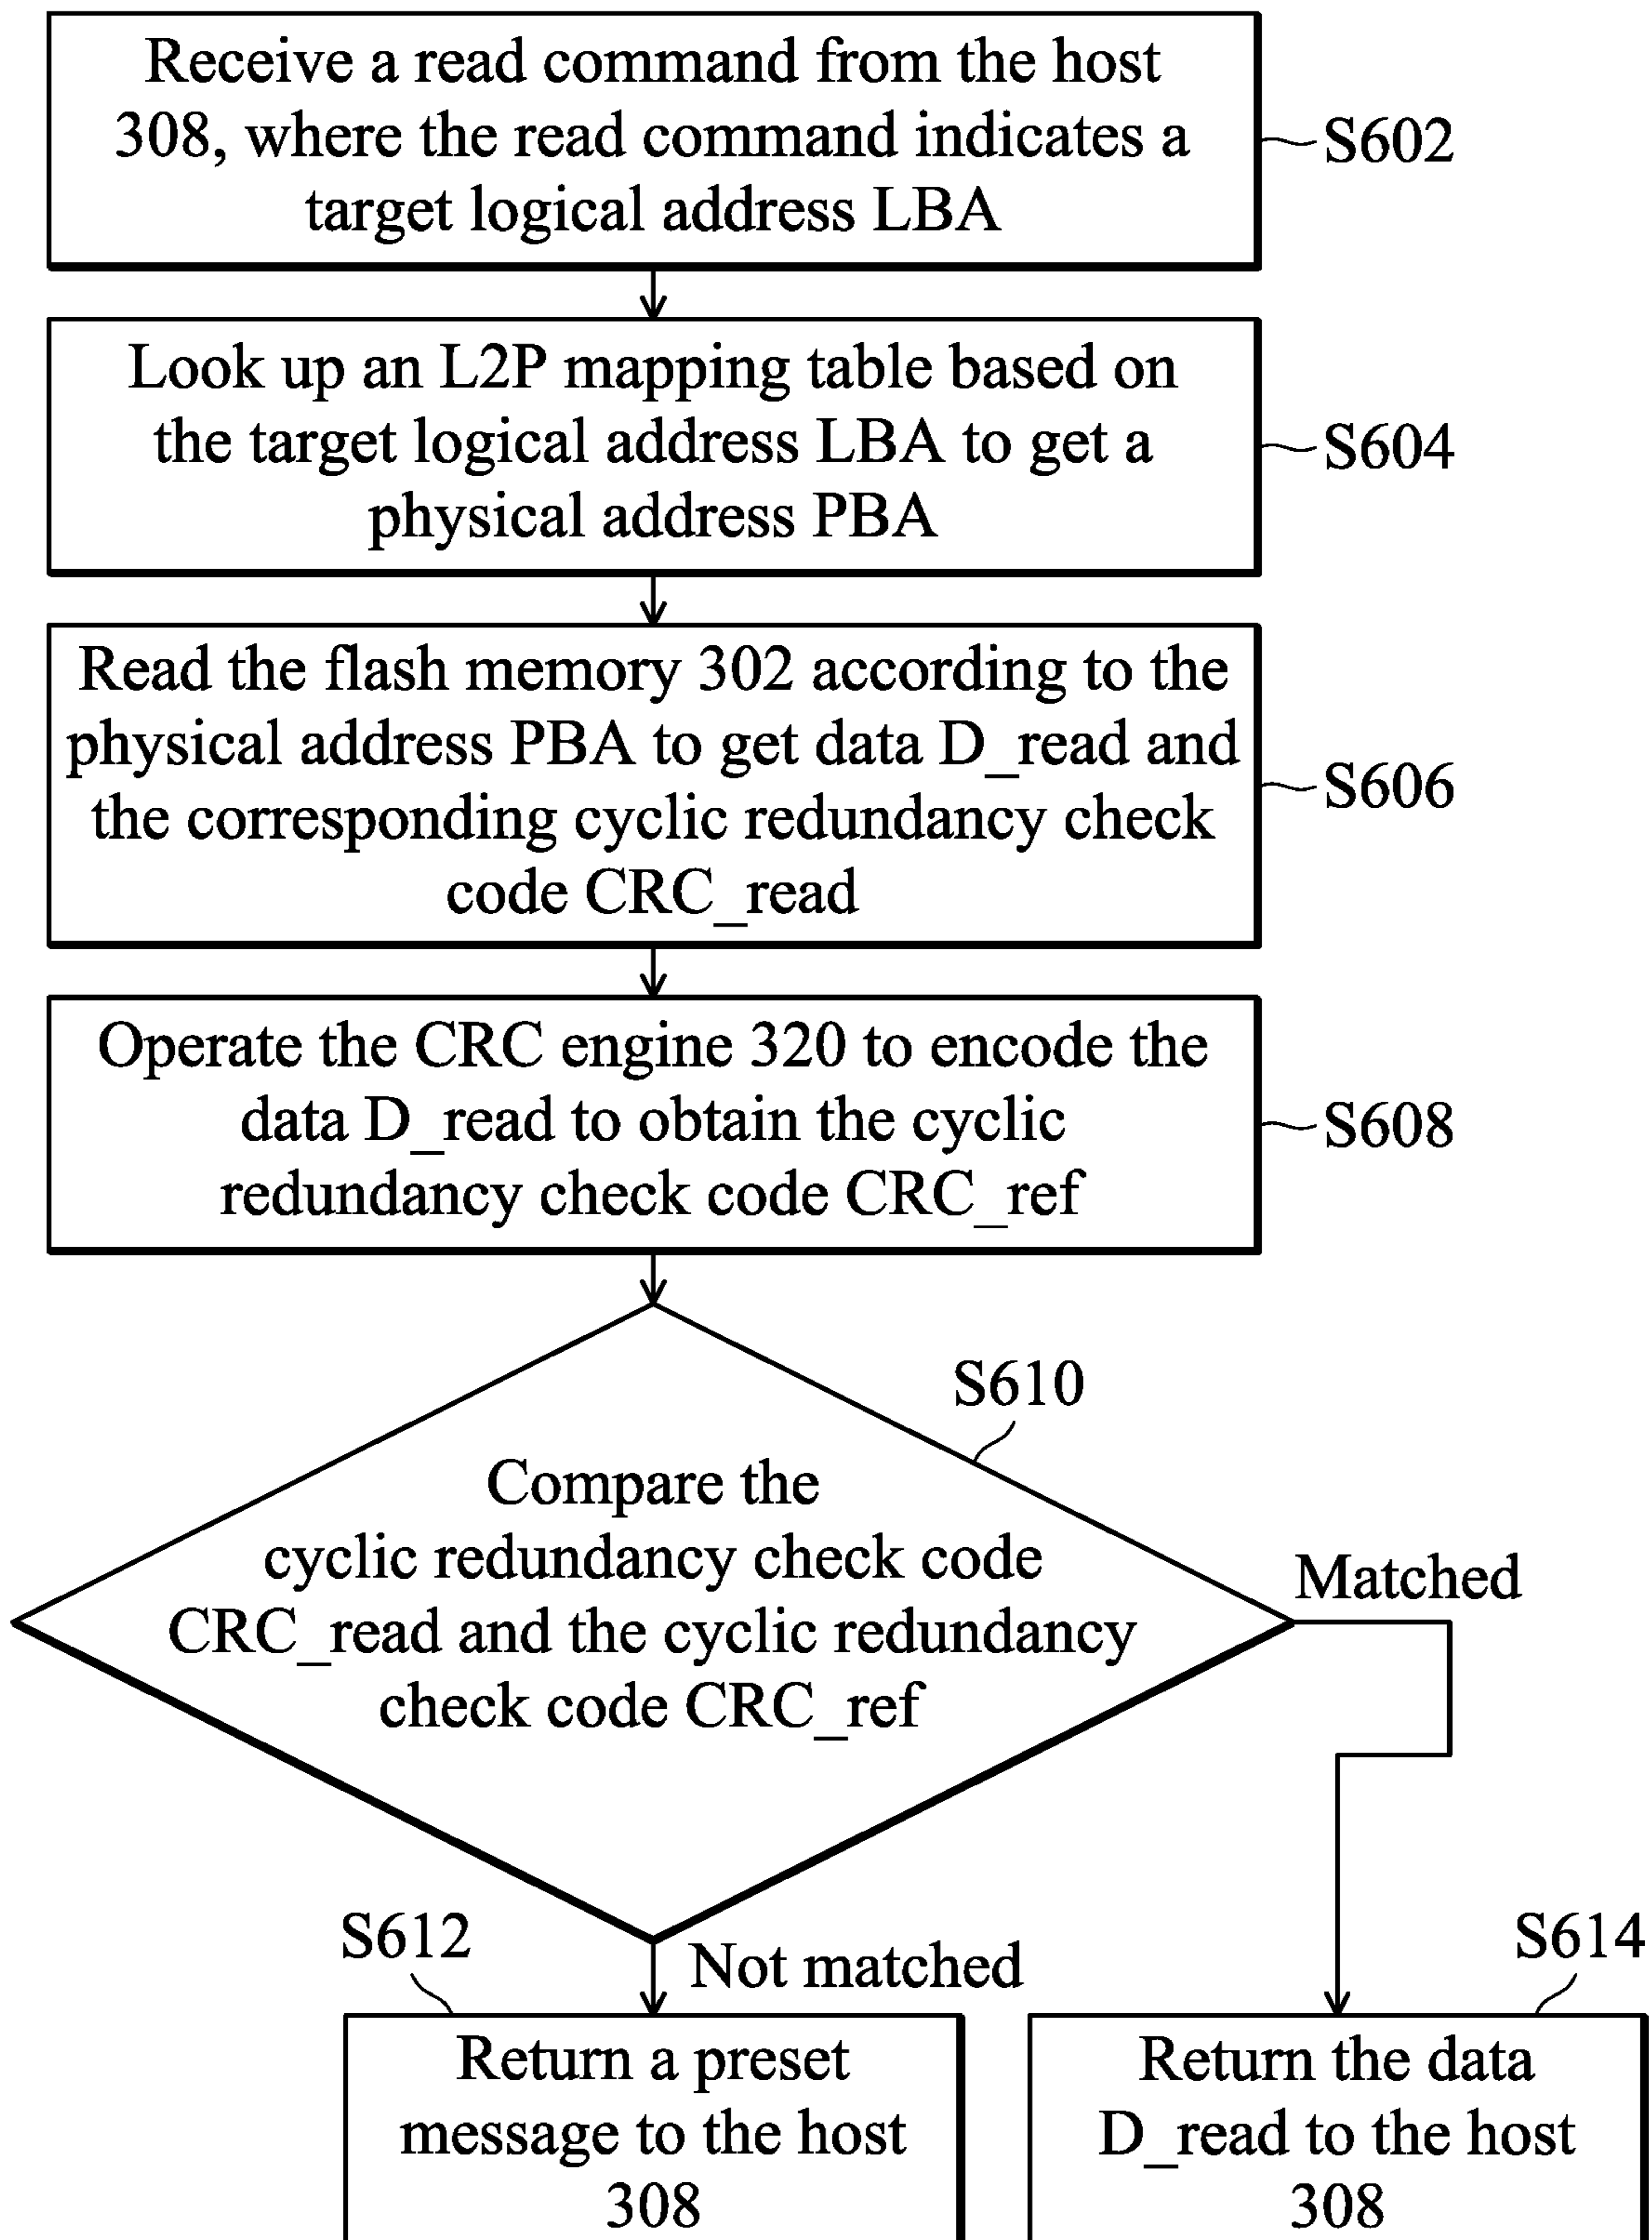 Receive a read command from the host
308, where the read command indicates a
target logical address LBA
S602
Look up an L2P mapping table based on
the target logical address LBA to get a
physical address PBA
S604
Read the flash memory 302 according to the
physical address PBA to get data D_read and
the corresponding cyclic redundancy check
code CRC_read
S606
Operate the CRC engine 320 to encode the
data D_read to obtain the cyclic
redundancy check code CRC_ref
S608
S610
Compare the
cyclic redundancy check code
CRC_read and the cyclic redundancy
check code CRC_ref
Matched
Not matched
S612
Return a preset
message to the host
308
S614
Return the data
D_read to the host
308